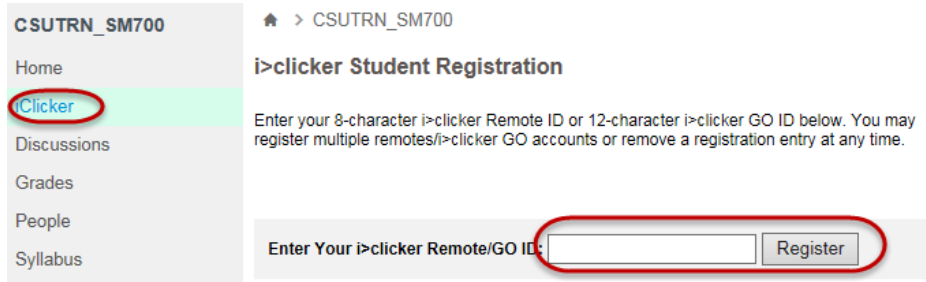 CSUTRN_SM700
Home
iClicker
Discussions
Grades
People
Syllabus
> CSUTRN_SM700
i>clicker Student Registration
Enter your 8-character i>clicker Remote ID or 12-character i>clicker GO ID below. You may
register multiple remotes/i>clicker GO accounts or remove a registration entry at any time.
Enter Your i>clicker Remote/GO ID: Register